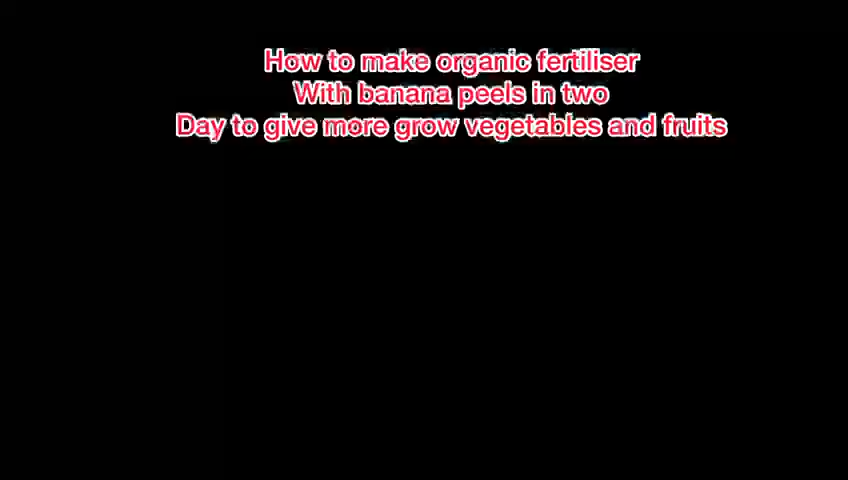 How to make organic fertiliser
With banana peels in two
Day to give more grow vegetables and fruits